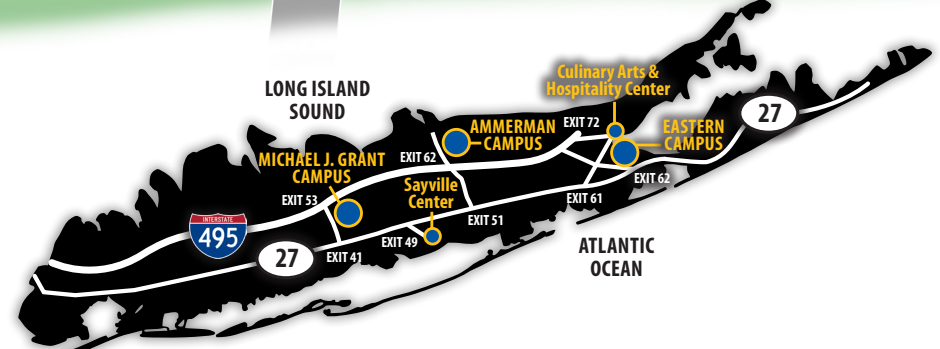 LONG ISLAND
SOUND
Culinary Arts &
Hospitality Center
27
AMMERMAN
CAMPUS
EXIT 72
EASTERN
CAMPUS
MICHAEL J. GRANT
CAMPUS
EXIT 62
EXIT 62
Sayville
Center
EXIT 53
EXIT 61
EXIT 51
INTERSTATE
495
EXIT 49
27
EXIT 41
ATLANTIC
OCEAN